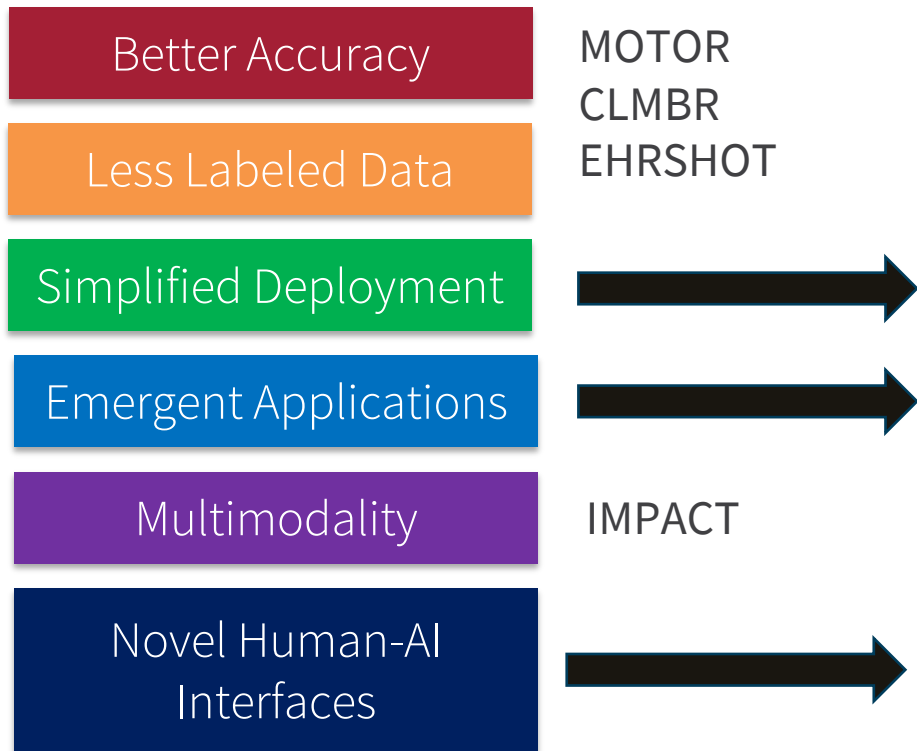 Better Accuracy
MOTOR
CLMBR
EHRSHOT
Less Labeled Data
Simplified Deployment
Emergent Applications
Multimodality
IMPACT
Novel Human-AI
Interfaces